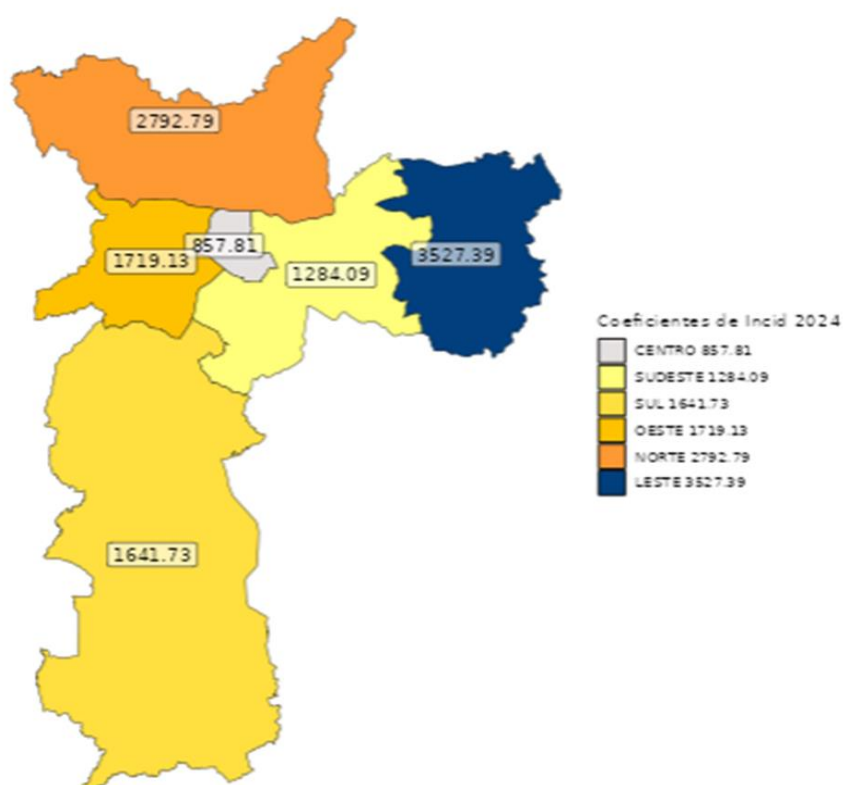 2792.79
857.81
1719.13
1284.09
3527.39
1641.73
Coeficientes de Incid 2024
CENTRO 857.81
SUDESTE 1284.09
SUL 1641.73
OESTE 1719.13
NORTE 2792.79
LESTE 3527.39